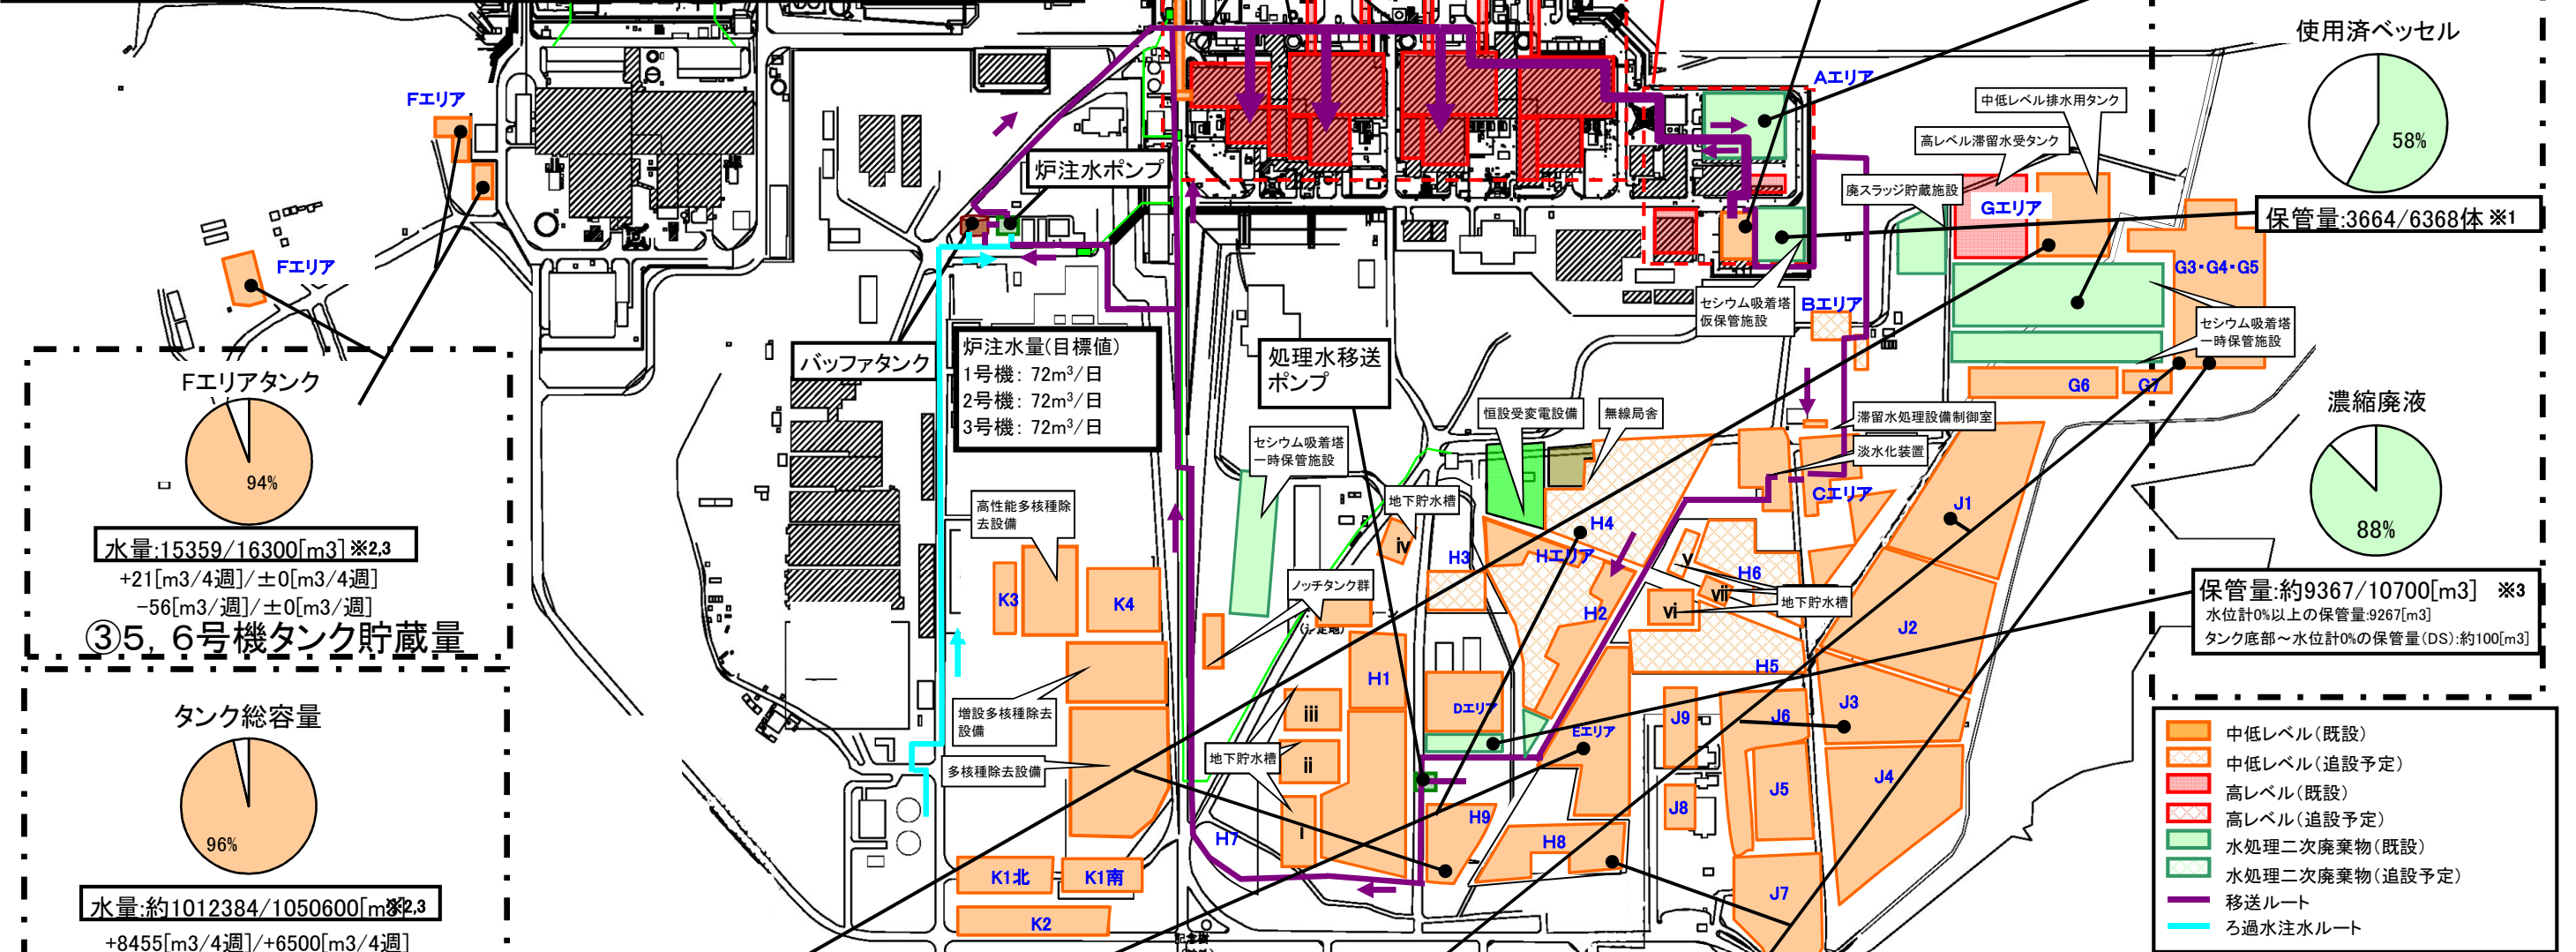 使用済ベッセル
58%
保管量:3664/6368体 ※1
濃縮廃液
88%
保管量:約9367/10700[m3] ※3
水位計0%以上の保管量:9267[m3]
タンク底部～水位計0%の保管量(DS):約100[m3]
Fエリア
Fエリア
Fエリアタンク
94%
水量:15359/16300[m3]※2,3
+21[m3/4週]/±0[m3/4週]
−56[m3/週]/±0[m3/週]
③5, 6号機タンク貯蔵量
タンク総容量
96%
水量:約1012384/1050600[m3]※2,3
+8455[m3/4週]/+6500[m3/4週]
炉注水ポンプ
バッファタンク
炉注水量(目標値)
1号機: 72m³/日
2号機: 72m³/日
3号機: 72m³/日
処理水移送
ポンプ
Aエリア
中低レベル排水用タンク
高レベル滞留水受タンク
廃スラッジ貯蔵施設
Gエリア
G3・G4・G5
セシウム吸着塔
仮保管施設
Bエリア
セシウム吸着塔
一時保管施設
G6
G7
滞留水処理設備制御室
淡水化装置
Cエリア
恒設受変電設備
無線局舎
セシウム吸着塔
一時保管施設
地下貯水槽
高性能多核種除
去設備
ノッチタンク群
K3
K4
iv
H3
H4
Hエリア
H2
v
H6
vii
vi
地下貯水槽
H5
J1
J2
J3
J4
J5
J6
J7
J8
J9
H1
iii
ii
i
地下貯水槽
Dエリア
Eエリア
増設多核種除去
設備
多核種除去設備
H7
H9
H8
K1北
K1南
K2
記念樹
中低レベル(既設)
中低レベル(追設予定)
高レベル(既設)
高レベル(追設予定)
水処理二次廃棄物(既設)
水処理二次廃棄物(追設予定)
移送ルート
ろ過水注水ルート